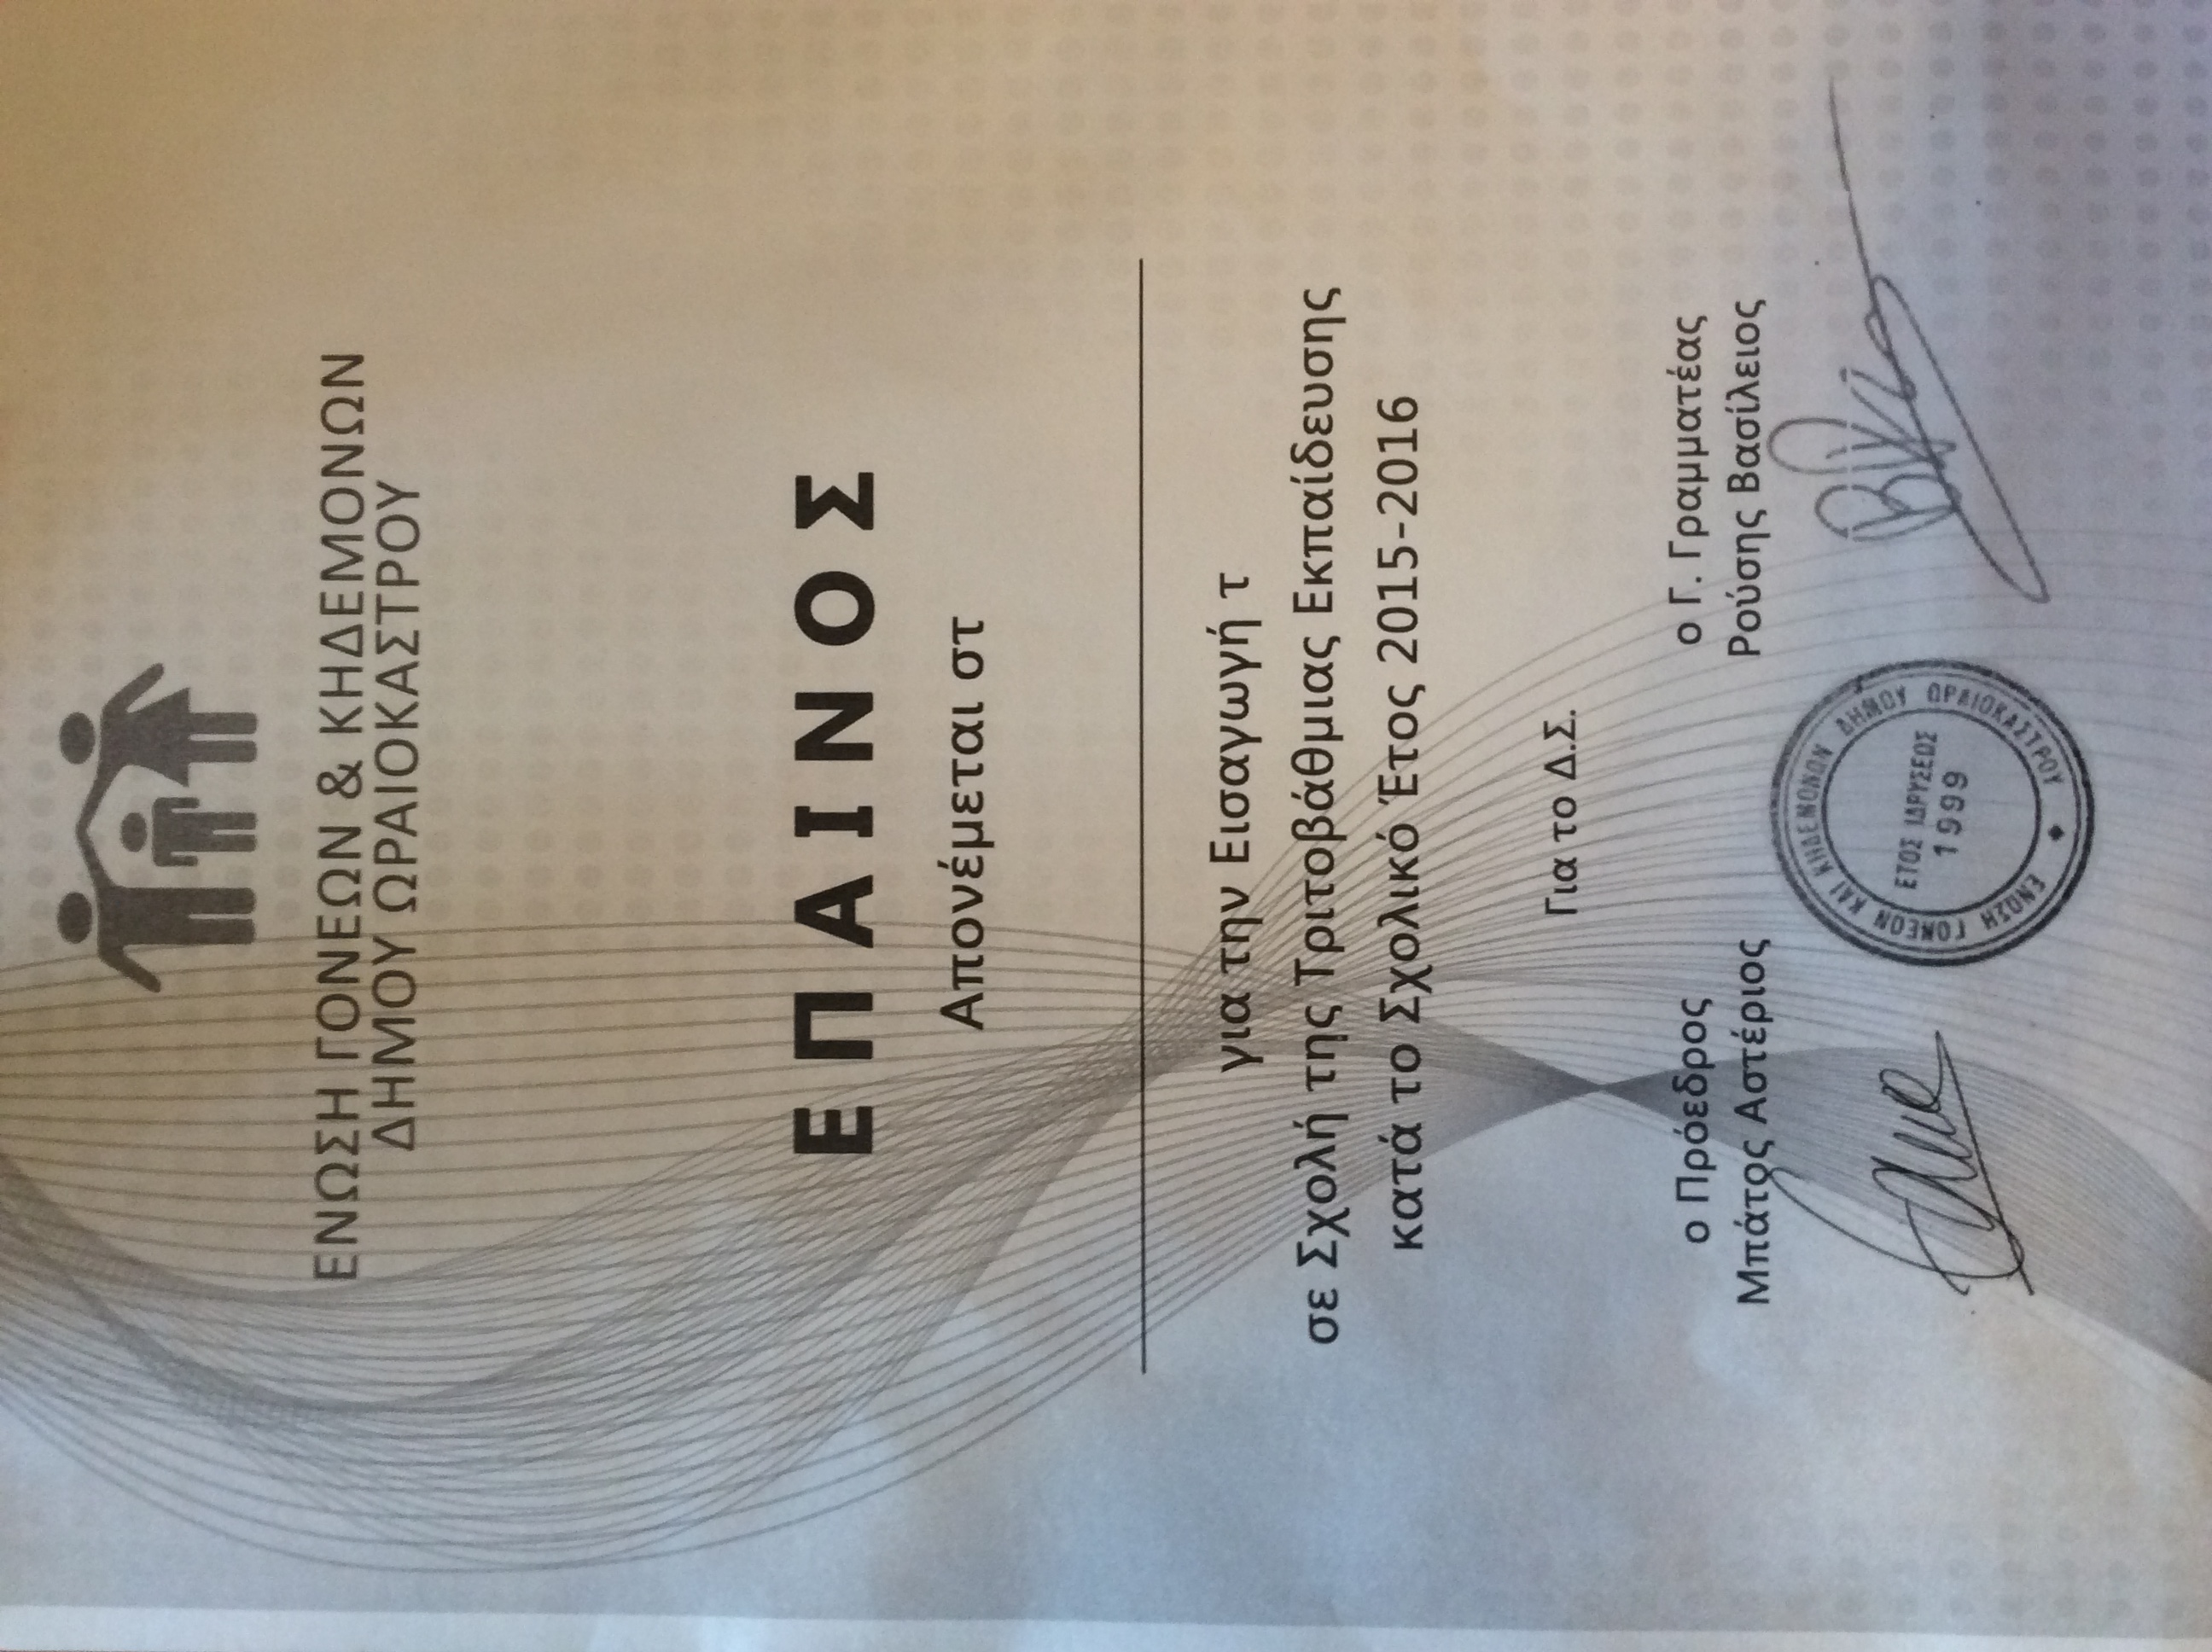 ΕΝΩΣΗ ΓΟΝΕΩΝ & ΚΗΔΕΜΟΝΩΝ
ΔΗΜΟΥ ΩΡΑΙΟΚΑΣΤΡΟΥ
ΕΠΑΙΝΟΣ
Απονέμεται στ
για την Εισαγωγή τ
σε Σχολή της Τριτοβάθμιας Εκπαίδευσης
κατά το Σχολικό Έτος 2015-2016
Για το Δ.Σ.
ο Πρόεδρος
Μπάτος Αστέριος
ο Γ. Γραμματέας
Ρούσης Βασίλειος
ΕΝΩΣΗ ΓΟΝΕΩΝ ΚΑΙ ΚΗΔΕΜΟΝΩΝ ΔΗΜΟΥ ΩΡΑΙΟΚΑΣΤΡΟΥ
ΕΤΟΣ ΙΔΡΥΣΕΩΣ
1999